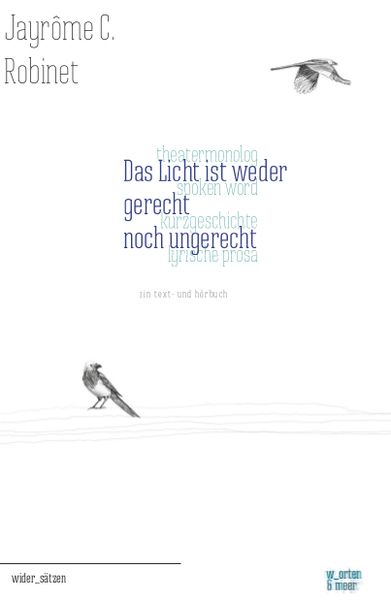 Jayrôme C.
Robinet
theatermonolog
Das Licht ist weder
spoken word
gerecht
kurzgeschichte
noch ungerecht
lyrische prosa
ein text- und hörbuch
wider_sätzen
w_orten
& meer